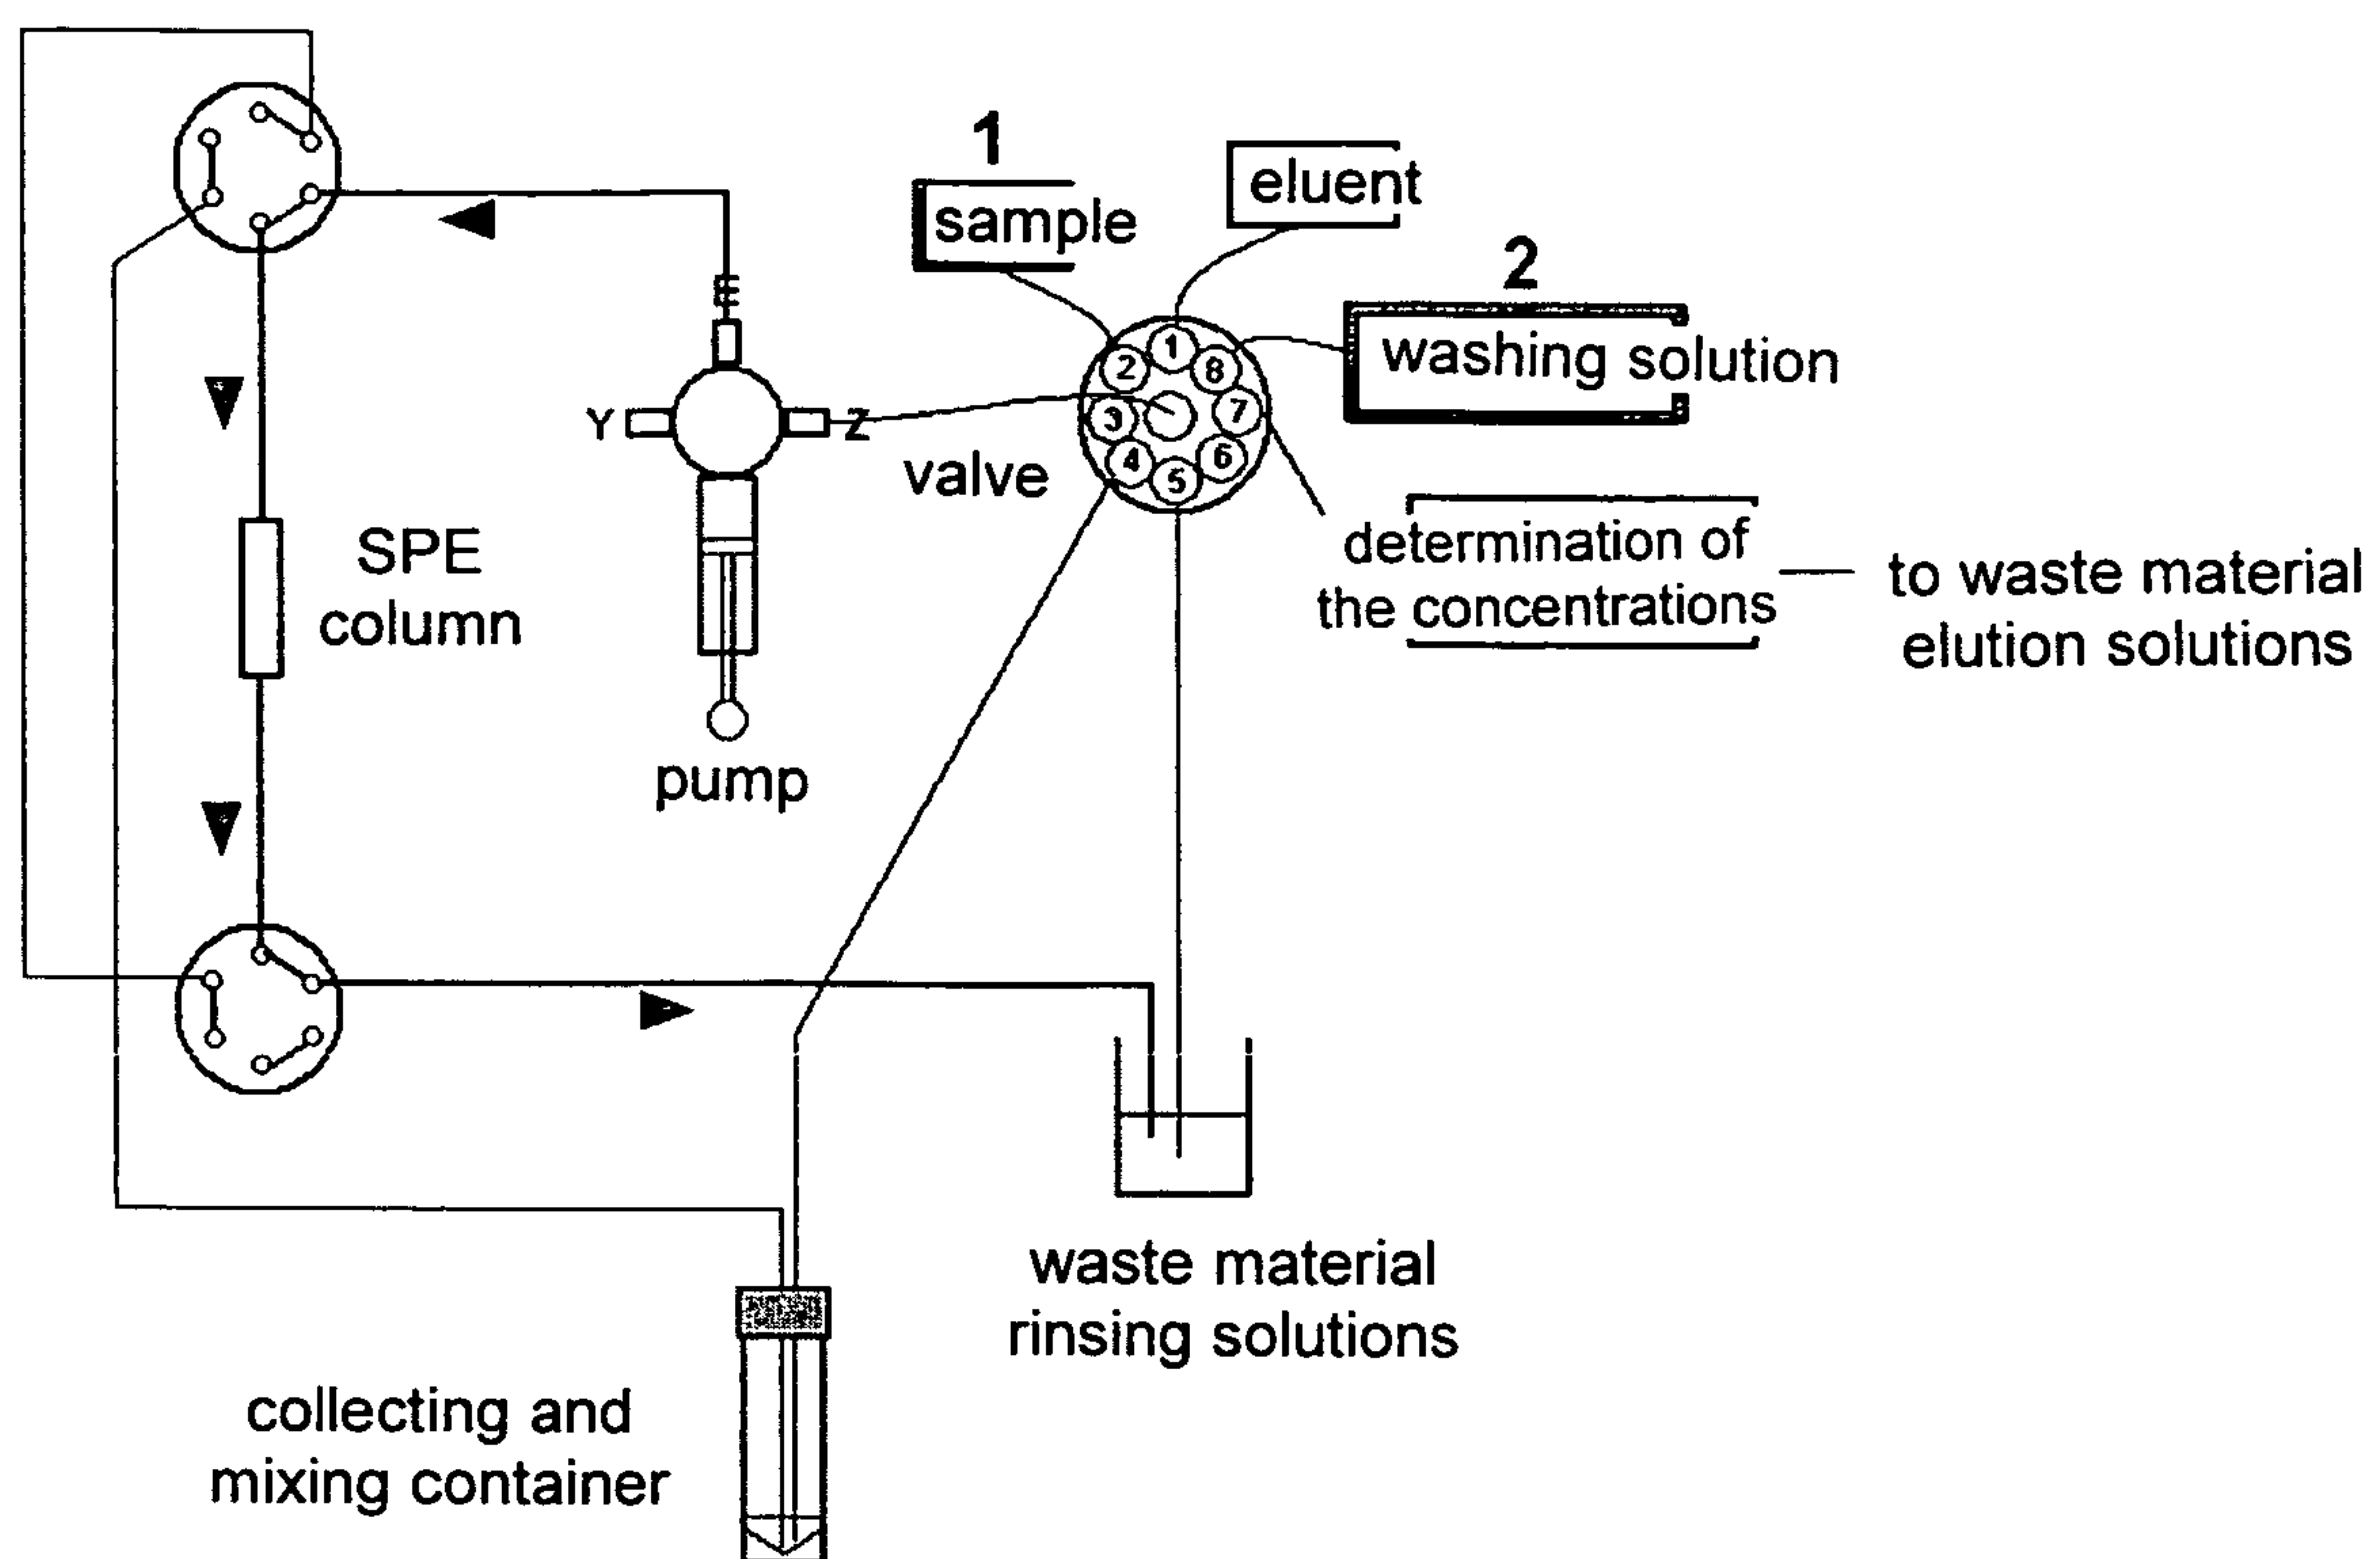 1
sample
eluent
2
washing solution
1
2
8
3
7
4
6
5
Y
Z
E
valve
determination of
the concentrations
to waste material
elution solutions
SPE
column
pump
waste material
rinsing solutions
collecting and
mixing container